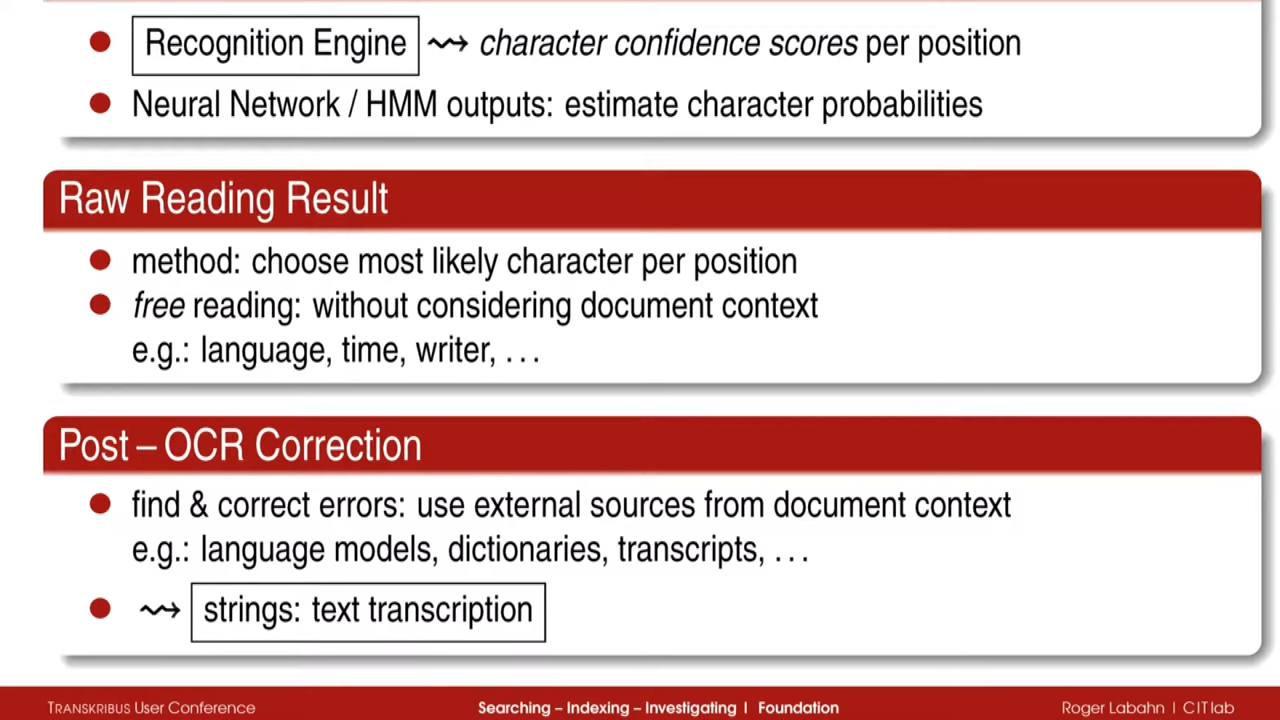 Recognition Engine ⇝ character confidence scores per position
Neural Network / HMM outputs: estimate character probabilities
Raw Reading Result
method: choose most likely character per position
free reading: without considering document context
e.g.: language, time, writer, . . .
Post – OCR Correction
find & correct errors: use external sources from document context
e.g.: language models, dictionaries, transcripts, . . .
⇝ strings: text transcription
TRANSKRIBUS User Conference Searching – Indexing – Investigating | Foundation Roger Labahn | CITlab